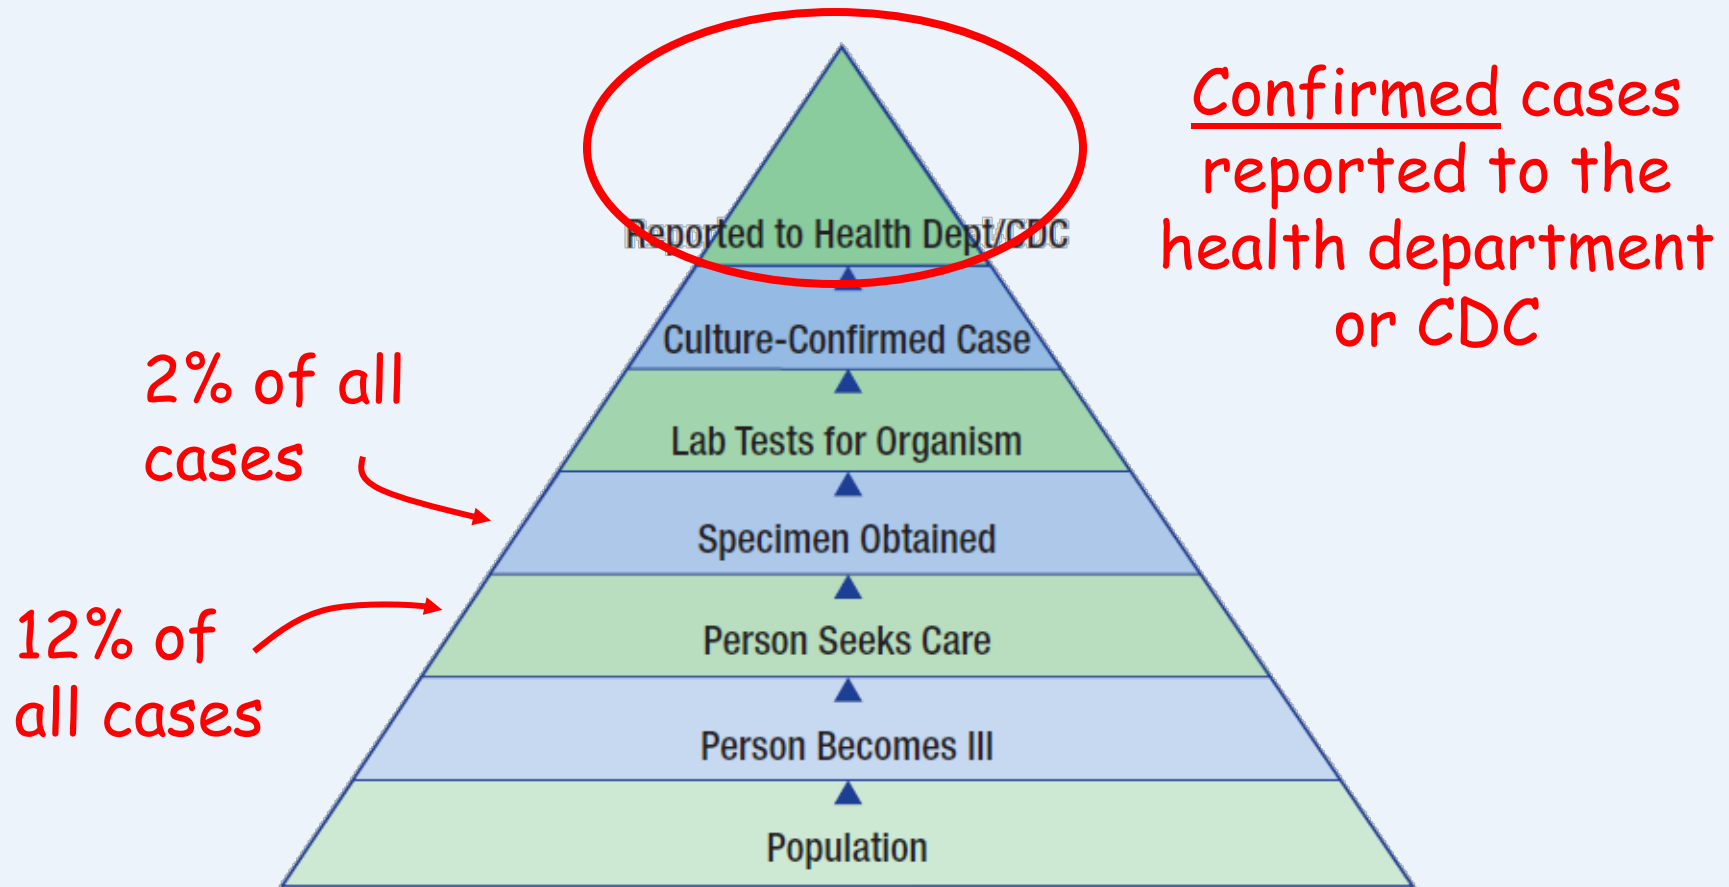 Confirmed cases
reported to the
health department
or CDC
Reported to Health Dept/CDC
Culture-Confirmed Case
2% of all
cases
Lab Tests for Organism
Specimen Obtained
12% of
all cases
Person Seeks Care
Person Becomes Ill
Population